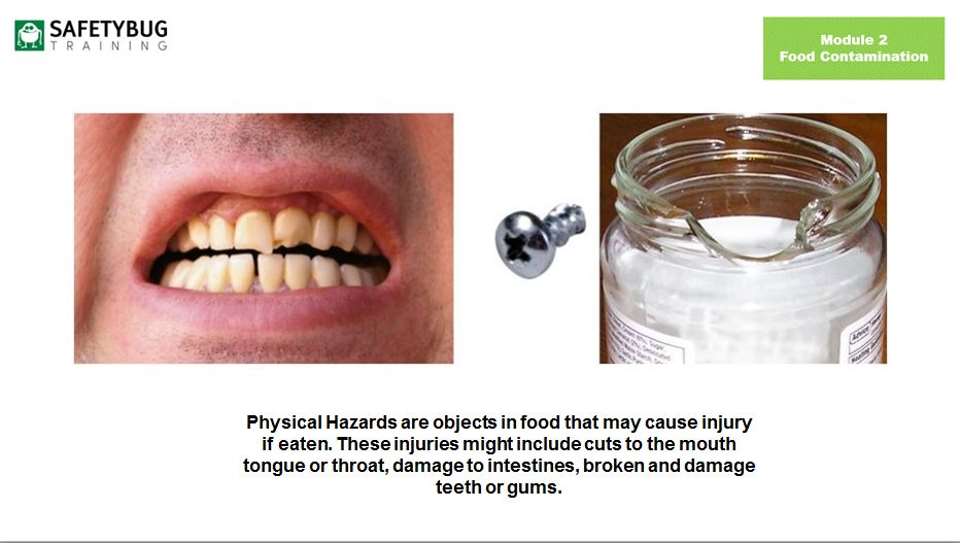 SAFETYBUG
TRAINING
Module 2
Food Contamination
Physical Hazards are objects in food that may cause injury
if eaten. These injuries might include cuts to the mouth
tongue or throat, damage to intestines, broken and damage
teeth or gums.